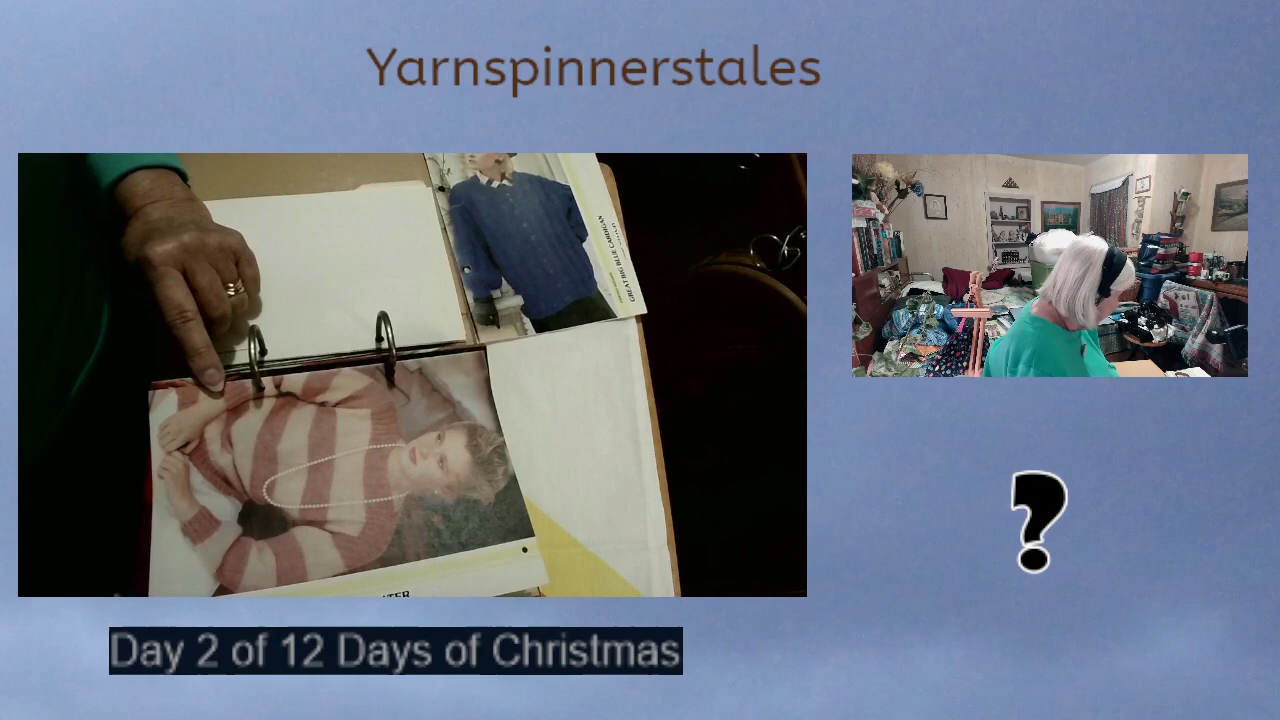 Yarnspinnerstales
GREAT BIG BLUE CARDIGAN
?
Day 2 of 12 Days of Christmas